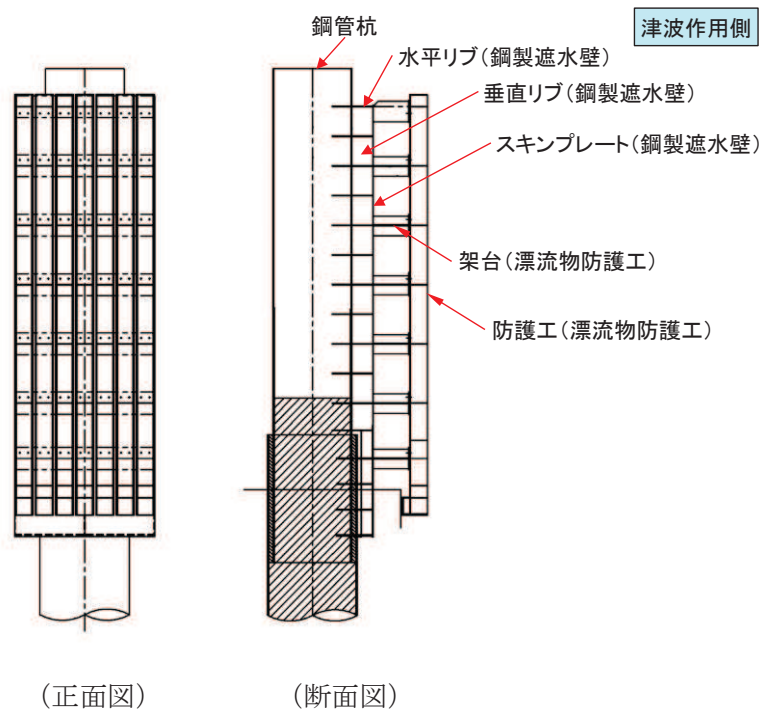 鋼管杭
津波作用側
水平リブ(鋼製遮水壁)
垂直リブ(鋼製遮水壁)
スキンプレート(鋼製遮水壁)
架台(漂流物防護工)
防護工(漂流物防護工)
(正面図)
(断面図)